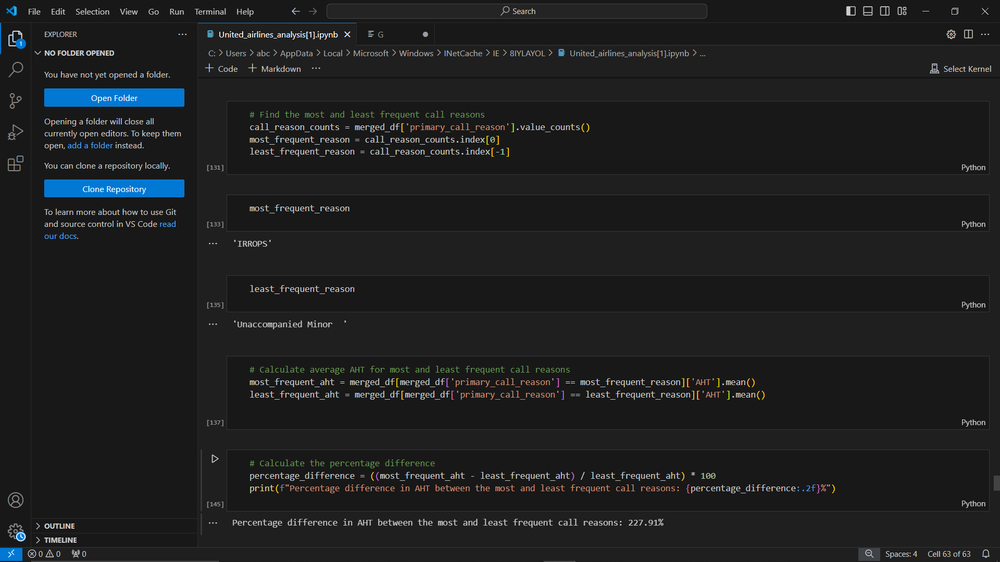 File Edit Selection View Go Run Terminal Help
Search
EXPLORER
NO FOLDER OPENED
You have not yet opened a folder.
Open Folder
Opening a folder will close all
currently open editors. To keep them
open, add a folder instead.
You can clone a repository locally.
Clone Repository
To learn more about how to use Git
and source control in VS Code read
our docs.
OUTLINE
TIMELINE
1
United_airlines_analysis[1].ipynb
G
C: > Users > abc > AppData > Local > Microsoft > Windows > INetCache > IE > 8IYLAYOL > United_airlines_analysis[1].ipynb > ...
+ Code + Markdown ...
Select Kernel
# Find the most and least frequent call reasons
call_reason_counts = merged_df['primary_call_reason'].value_counts()
most_frequent_reason = call_reason_counts.index[0]
least_frequent_reason = call_reason_counts.index[-1]
[131]
Python
most_frequent_reason
[133]
Python
... 'IRROPS'
least_frequent_reason
[135]
Python
... 'Unaccompanied Minor  '
# Calculate average AHT for most and least frequent call reasons
most_frequent_aht = merged_df[merged_df['primary_call_reason'] == most_frequent_reason]['AHT'].mean()
least_frequent_aht = merged_df[merged_df['primary_call_reason'] == least_frequent_reason]['AHT'].mean()
[137]
Python
# Calculate the percentage difference
percentage_difference = ((most_frequent_aht - least_frequent_aht) / least_frequent_aht) * 100
print(f"Percentage difference in AHT between the most and least frequent call reasons: {percentage_difference:.2f}%")
[145]
Python
... Percentage difference in AHT between the most and least frequent call reasons: 227.91%
0 0 0
Spaces: 4 Cell 63 of 63